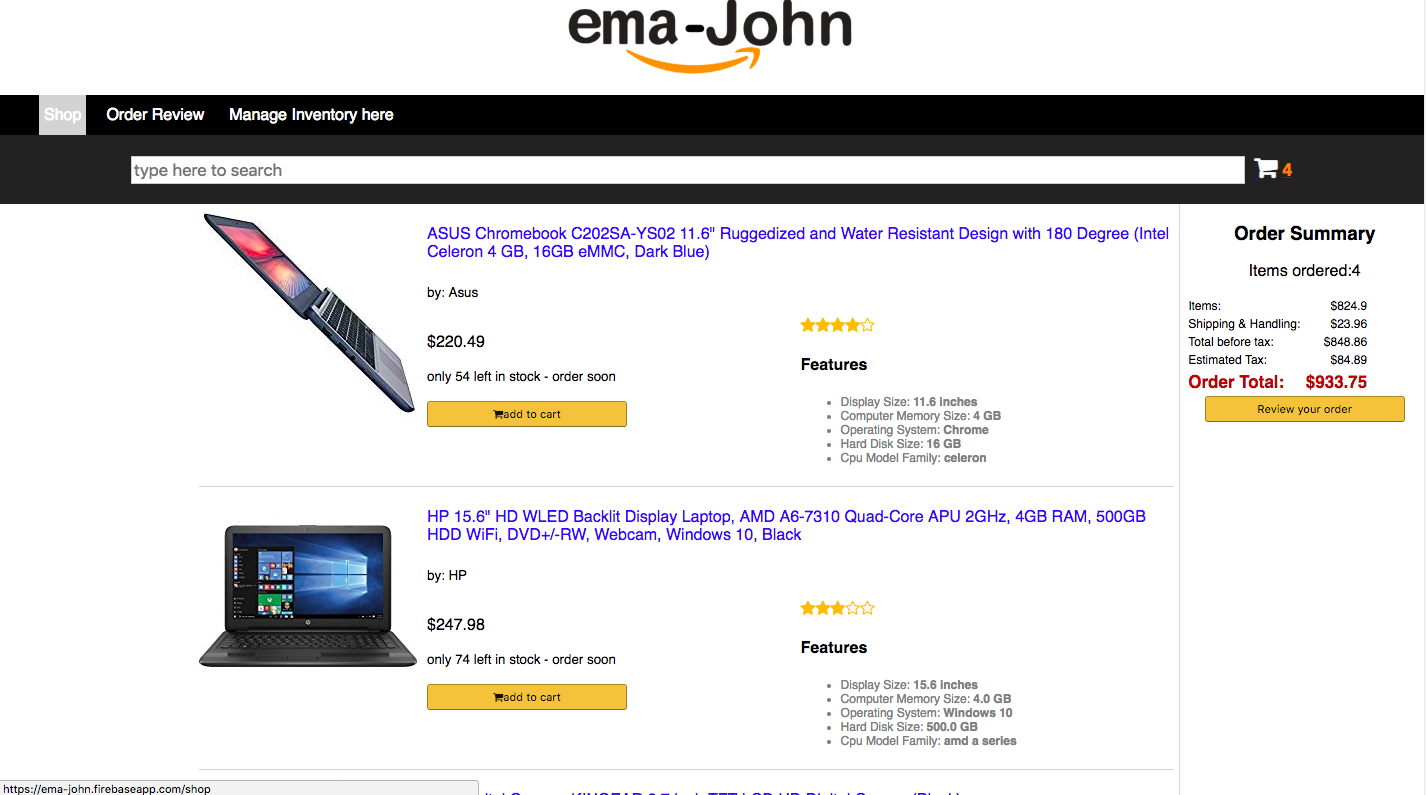 ema-John
Shop
Order Review
Manage Inventory here
type here to search
4
ASUS Chromebook C202SA-YS02 11.6" Ruggedized and Water Resistant Design with 180 Degree (Intel
Celeron 4 GB, 16GB eMMC, Dark Blue)
by: Asus
$220.49
only 54 left in stock - order soon
add to cart
Features
Display Size: 11.6 inches
Computer Memory Size: 4 GB
Operating System: Chrome
Hard Disk Size: 16 GB
Cpu Model Family: celeron
HP 15.6" HD WLED Backlit Display Laptop, AMD A6-7310 Quad-Core APU 2GHz, 4GB RAM, 500GB
HDD WiFi, DVD+/-RW, Webcam, Windows 10, Black
by: HP
$247.98
only 74 left in stock - order soon
add to cart
Features
Display Size: 15.6 inches
Computer Memory Size: 4.0 GB
Operating System: Windows 10
Hard Disk Size: 500.0 GB
Cpu Model Family: amd a series
Order Summary
Items ordered:4
Items: $824.9
Shipping & Handling: $23.96
Total before tax: $848.86
Estimated Tax: $84.89
Order Total: $933.75
Review your order
https://ema-john.firebaseapp.com/shop